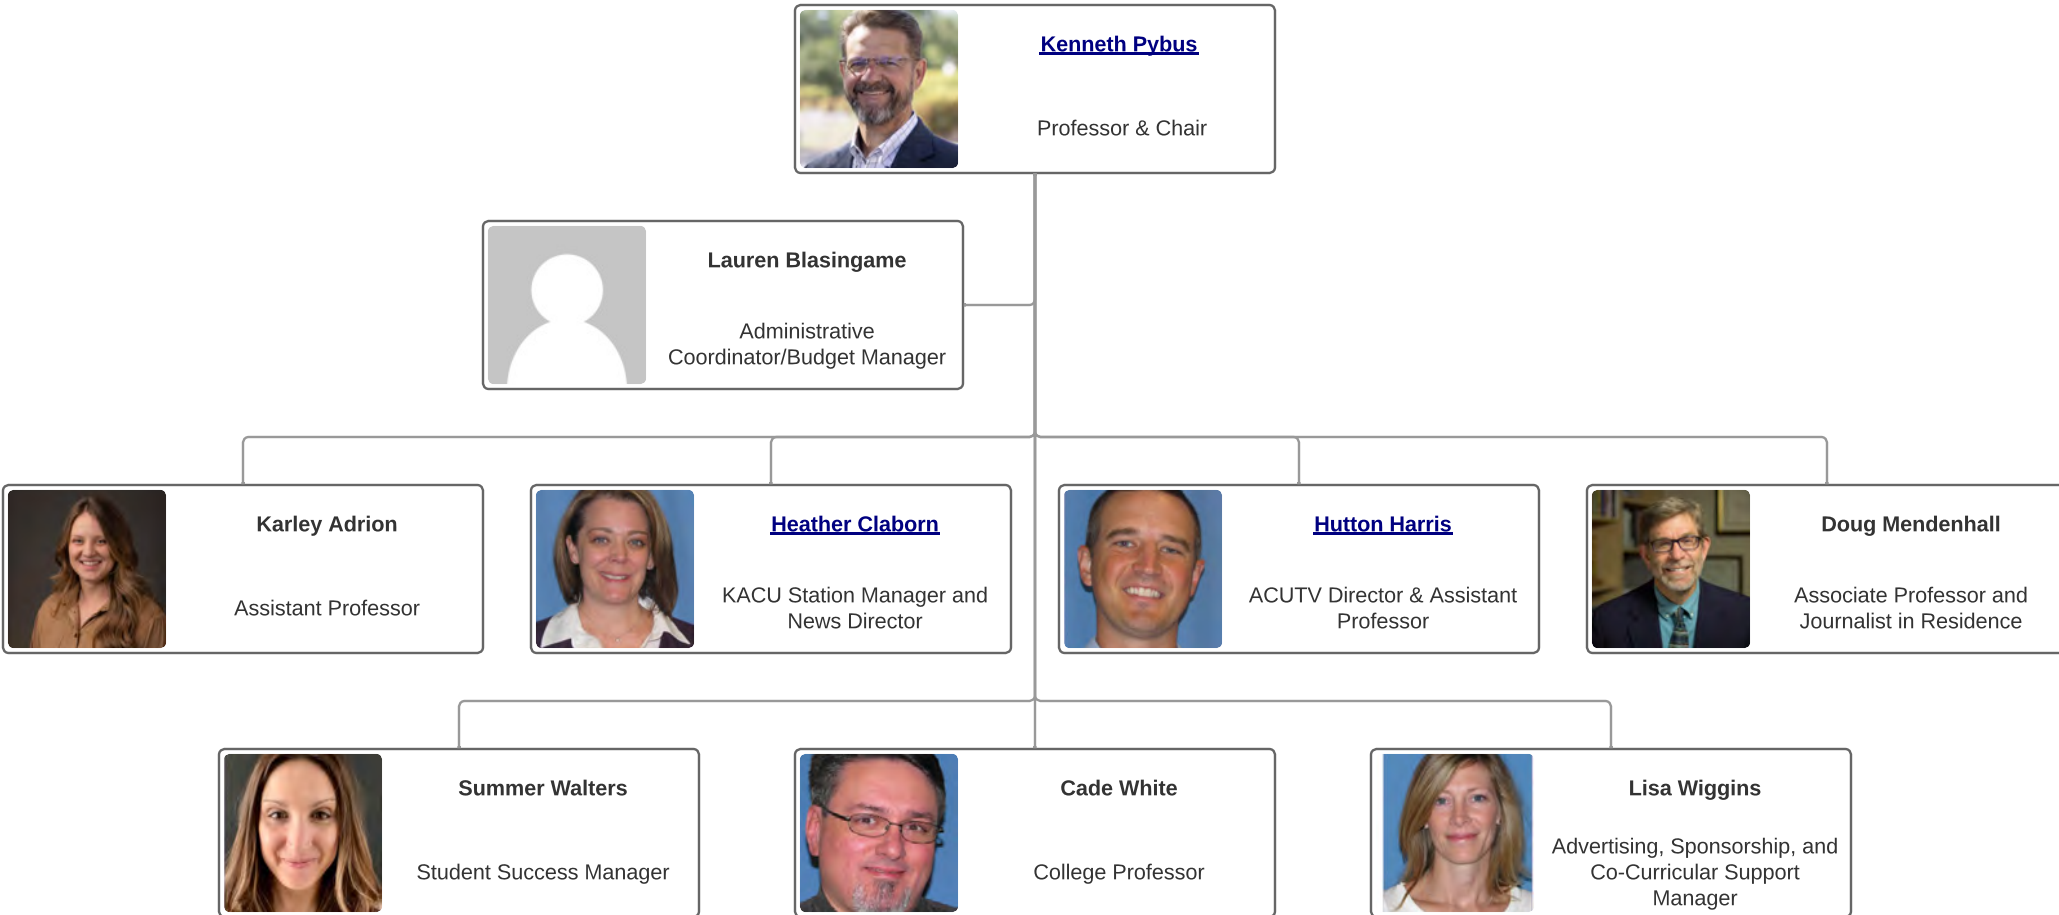 Kenneth Pybus
Professor & Chair
Lauren Blasingame
Administrative
Coordinator/Budget Manager
Karley Adrion
Assistant Professor
Heather Claborn
KACU Station Manager and
News Director
Hutton Harris
ACUTV Director & Assistant
Professor
Doug Mendenhall
Associate Professor and
Journalist in Residence
Summer Walters
Student Success Manager
Cade White
College Professor
Lisa Wiggins
Advertising, Sponsorship, and
Co-Curricular Support
Manager